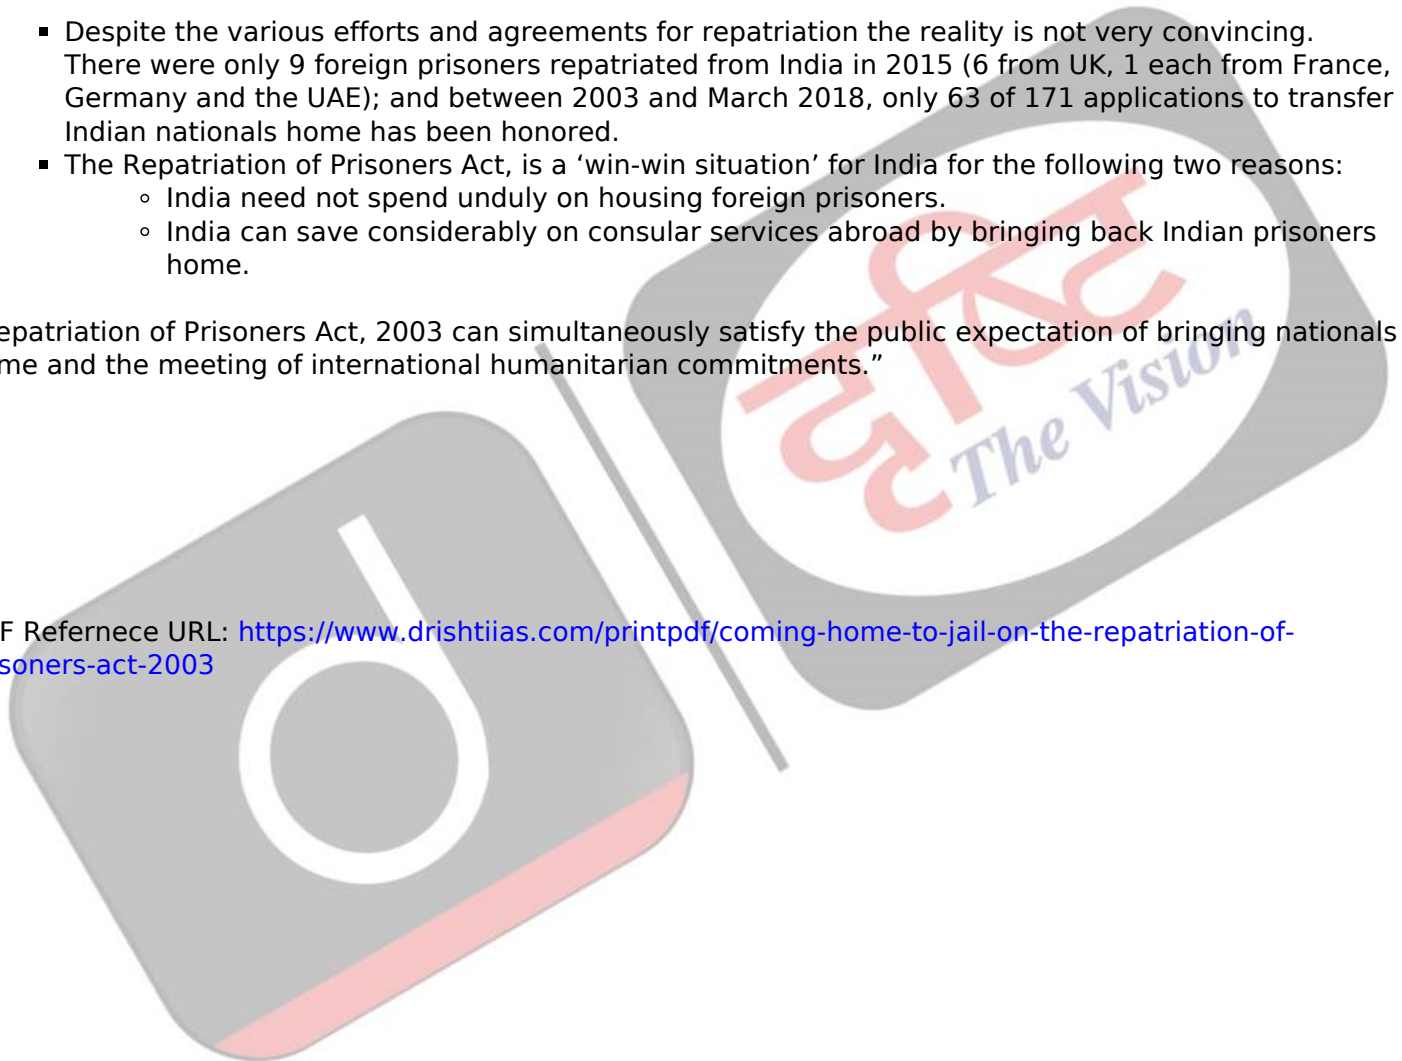 Despite the various efforts and agreements for repatriation the reality is not very convincing.
There were only 9 foreign prisoners repatriated from India in 2015 (6 from UK, 1 each from France,
Germany and the UAE); and between 2003 and March 2018, only 63 of 171 applications to transfer
Indian nationals home has been honored.
The Repatriation of Prisoners Act, is a ‘win-win situation’ for India for the following two reasons:
India need not spend unduly on housing foreign prisoners.
India can save considerably on consular services abroad by bringing back Indian prisoners
home.
epatriation of Prisoners Act, 2003 can simultaneously satisfy the public expectation of bringing nationals
me and the meeting of international humanitarian commitments.”
दृष्टि
The Vision
d
F Refernece URL: https://www.drishtiias.com/printpdf/coming-home-to-jail-on-the-repatriation-of-
soners-act-2003